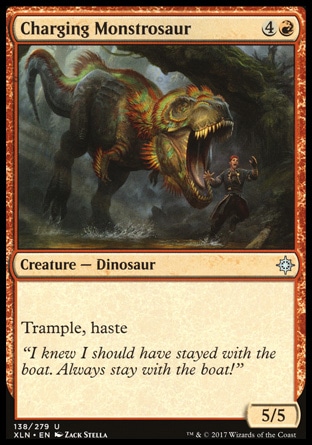 Charging Monstrosaur 4
Creature — Dinosaur
Trample, haste
“I knew I should have stayed with the
boat. Always stay with the boat!”
5/5
138/279 U
XLN • EN Zack Stella
™ & © 2017 Wizards of the Coast